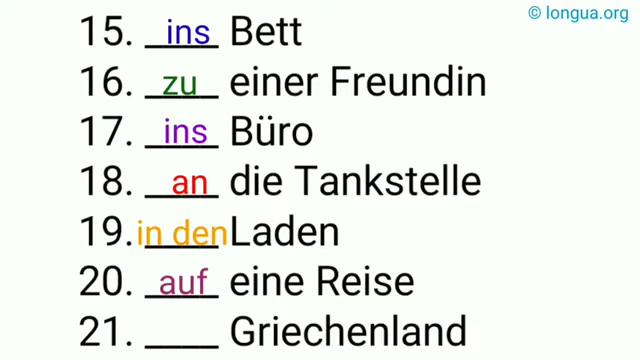 © longua.org
15. ins Bett
16. zu einer Freundin
17. ins Büro
18. an die Tankstelle
19. in den Laden
20. auf eine Reise
21. ____ Griechenland